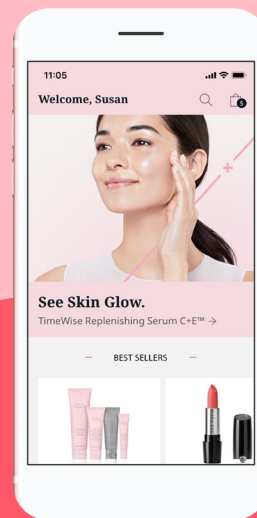 11:05
Welcome, Susan
5
See Skin Glow.
TimeWise Replenishing Serum C+E™ →
— BEST SELLERS —